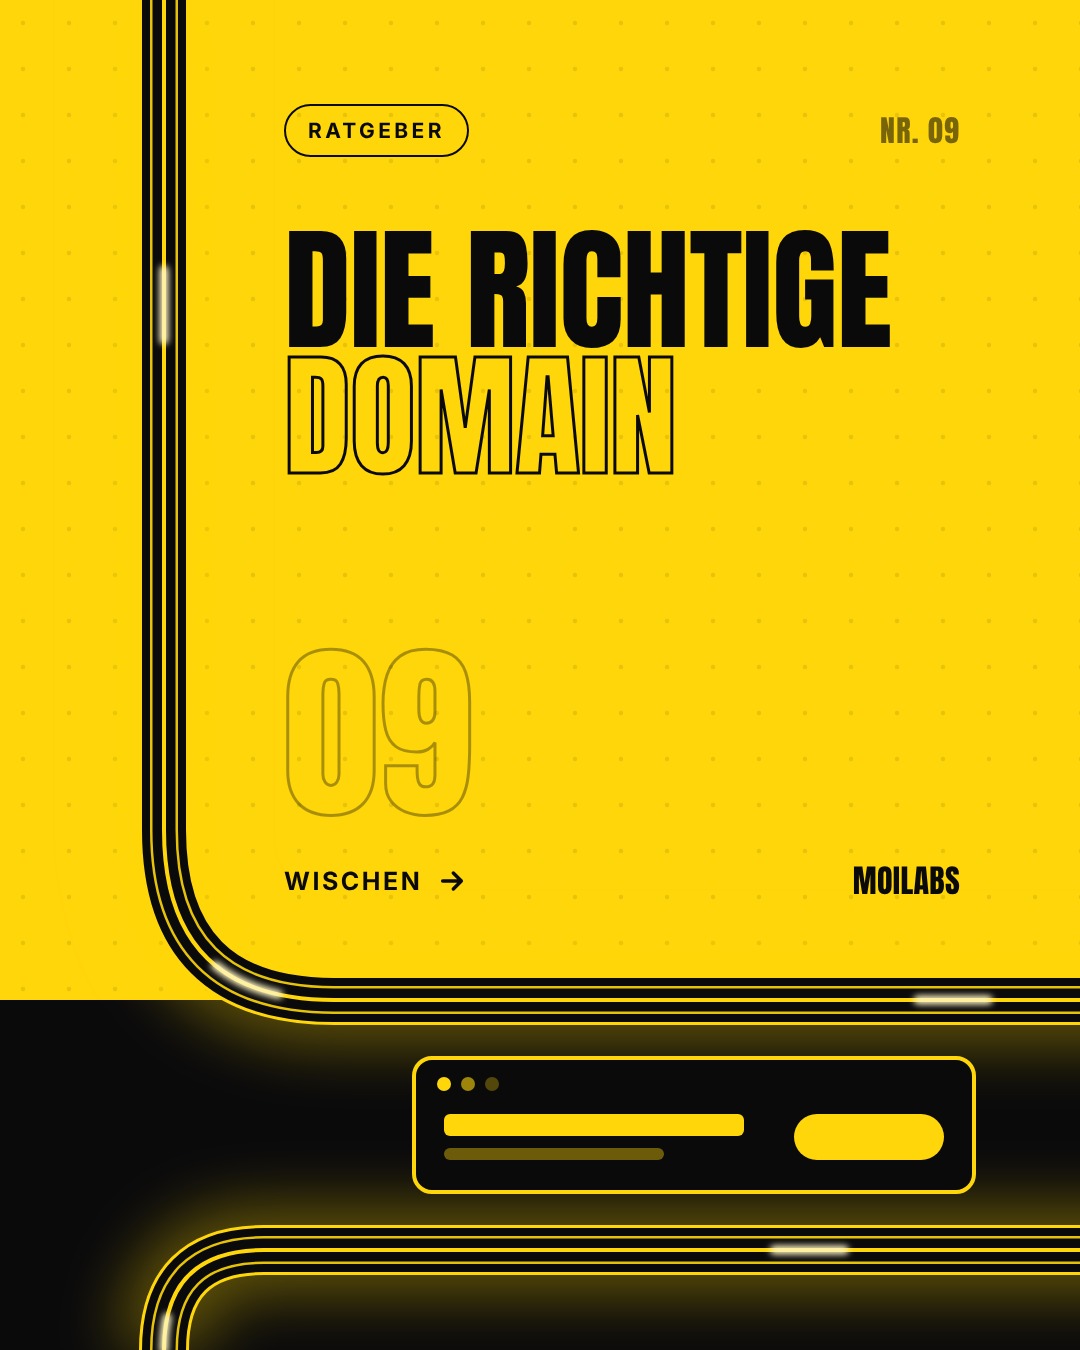 RATGEBER
NR. 09
DIE RICHTIGE
DOMAIN
09
WISCHEN →
MOILABS